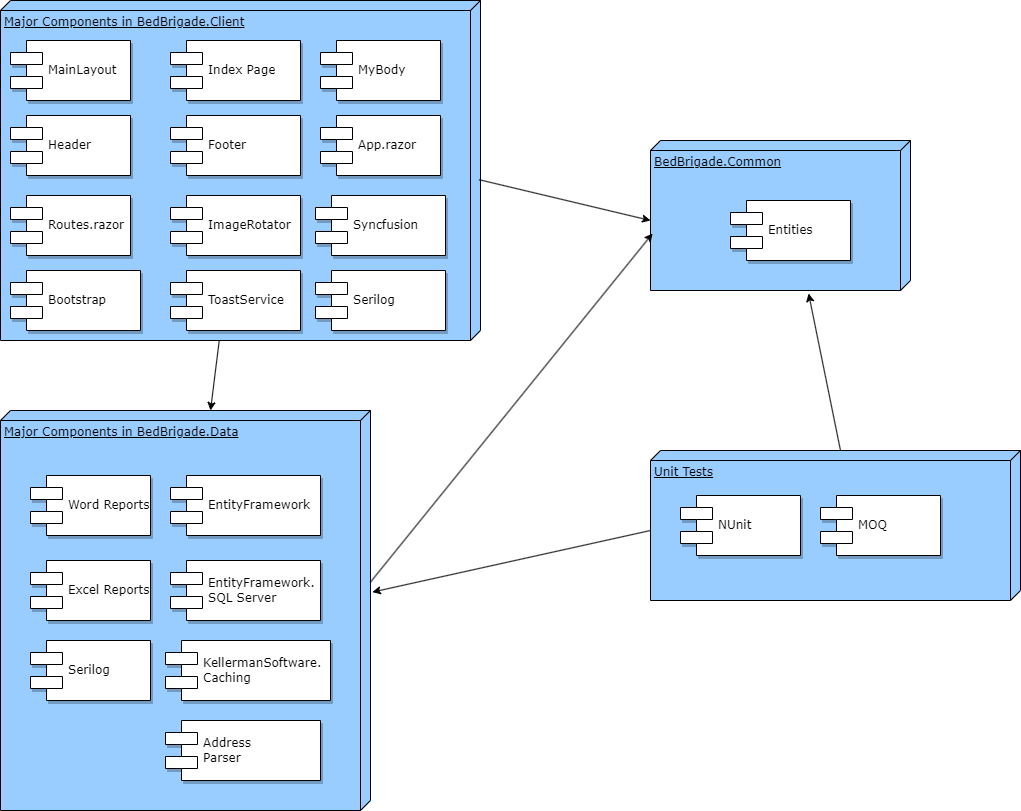 Major Components in BedBrigade.Client
MainLayout
Index Page
MyBody
Header
Footer
App.razor
Routes.razor
ImageRotator
Syncfusion
Bootstrap
ToastService
Serilog
BedBrigade.Common
Entities
Major Components in BedBrigade.Data
Word Reports
EntityFramework
Excel Reports
EntityFramework.
SQL Server
Serilog
KellermanSoftware.
Caching
Address
Parser
Unit Tests
NUnit
MOQ